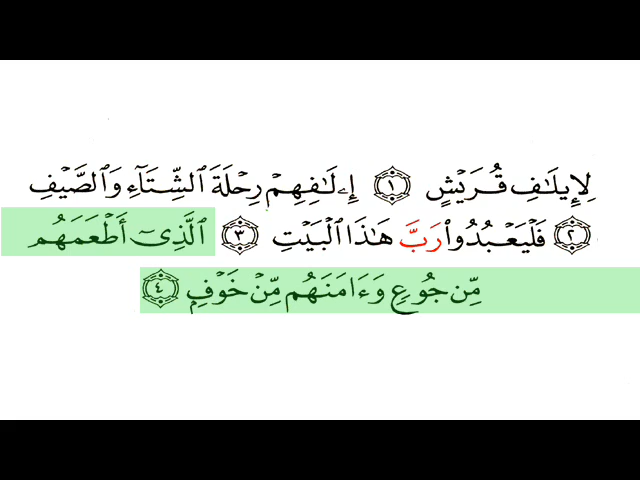 لِإِيلَٰفِ قُرَيْشٍ ١ إِۦلَٰفِهِمْ رِحْلَةَ ٱلشِّتَآءِ وَٱلصَّيْفِ
٢ فَلْيَعْبُدُوا۟ رَبَّ هَٰذَا ٱلْبَيْتِ ٣ ٱلَّذِىٓ أَطْعَمَهُم
مِّن جُوعٍ وَءَامَنَهُم مِّنْ خَوْفٍۭ ٤